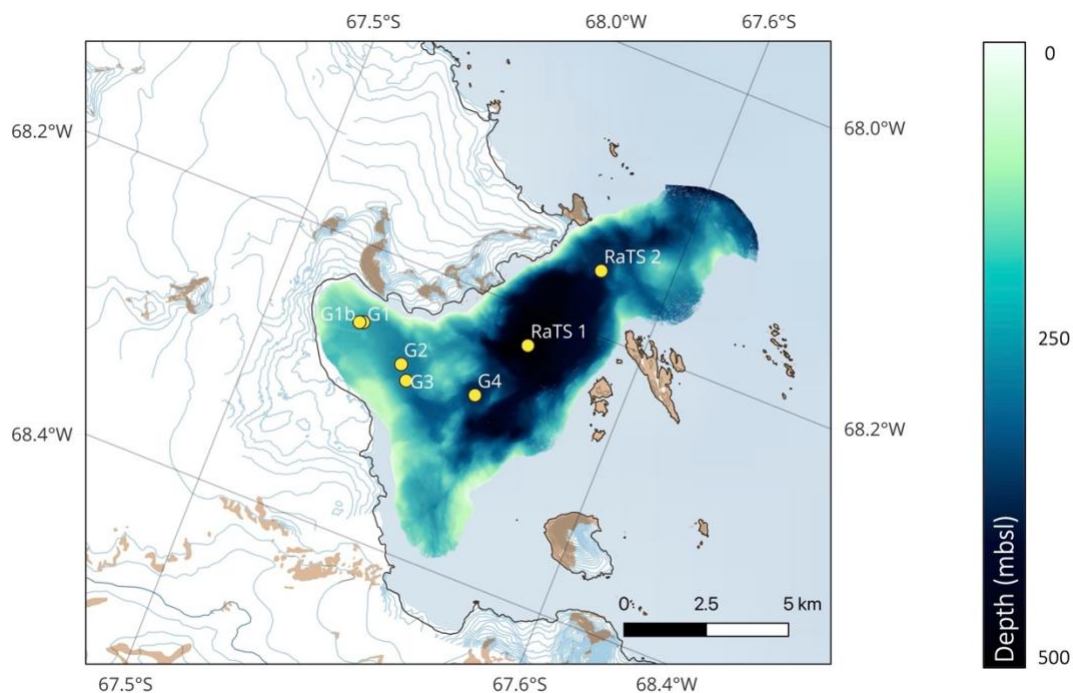 67.5°S 68.0°W 67.6°S
68.2°W 68.0°W
RaTS 2
G1b G1
RaTS 1
G2
G3
G4
68.4°W 68.2°W
0 2.5 5 km
67.5°S 67.6°S 68.4°W
0
250
500
Depth (mbsl)